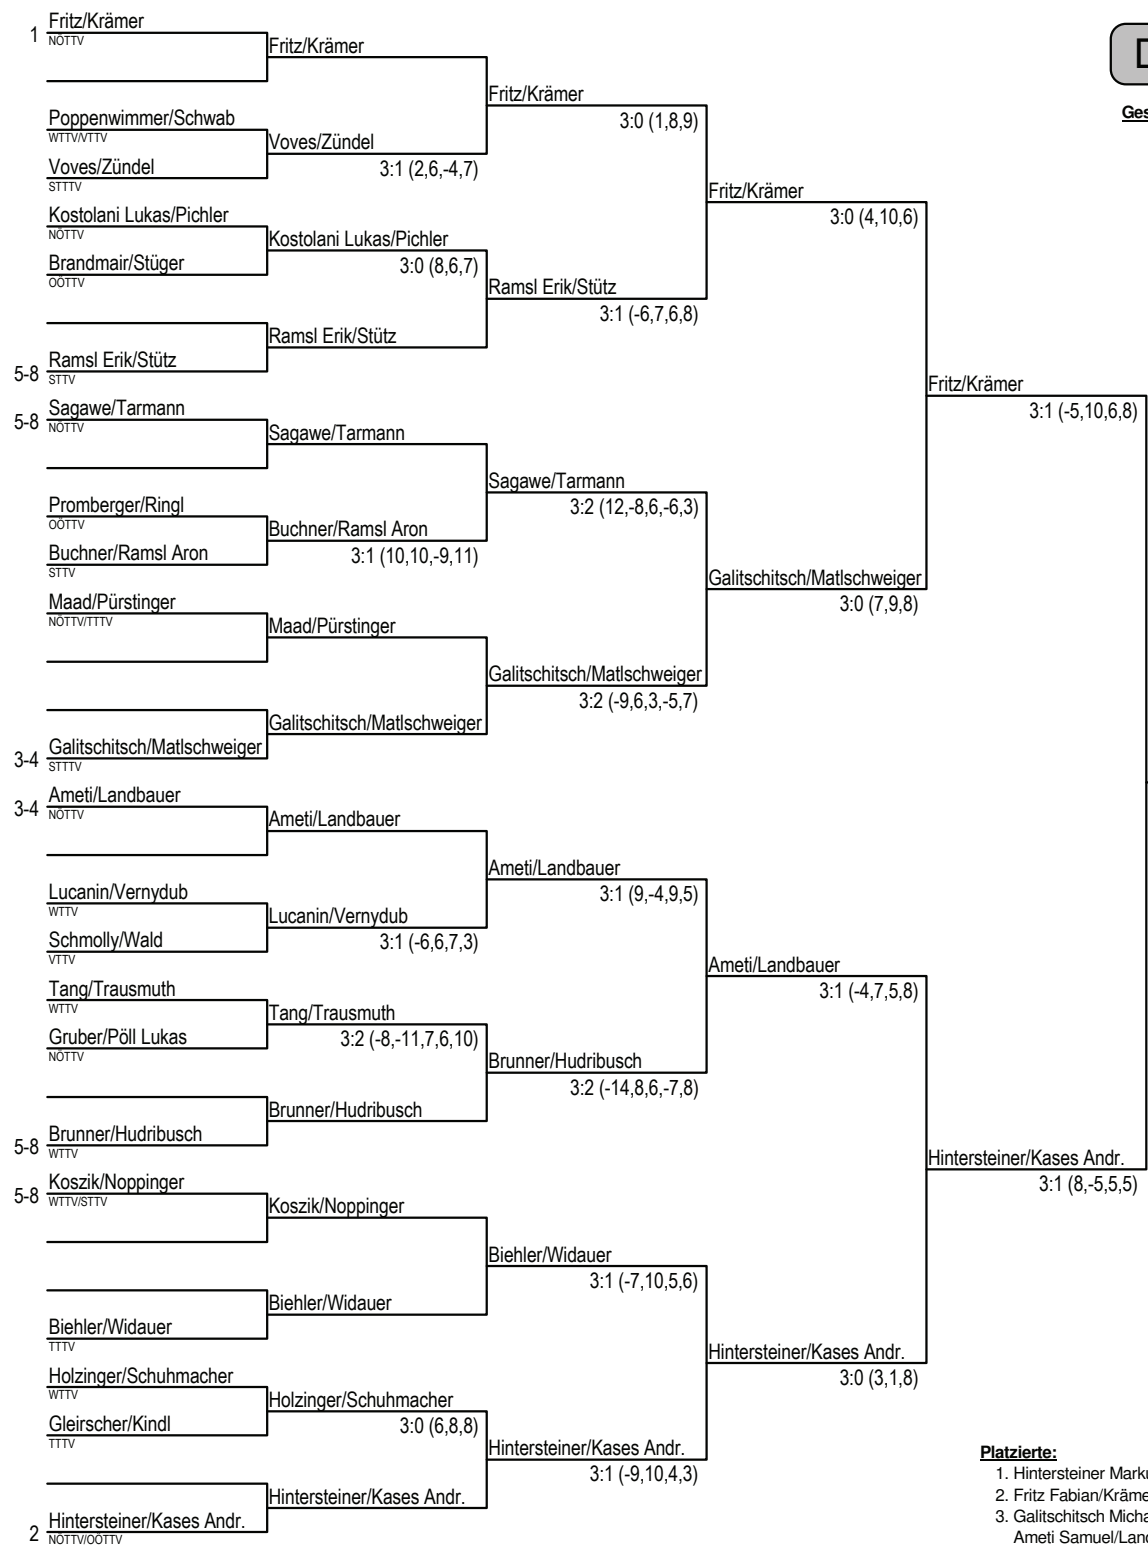 Fritz/Krämer
1
NÖTTV
Fritz/Krämer
Fritz/Krämer
3:0 (1,8,9)
Ges
Poppenwimmer/Schwab
WTTV/VTTV
Voves/Zündel
3:1 (2,6,-4,7)
Voves/Zündel
STTTV
Fritz/Krämer
3:0 (4,10,6)
Kostolani Lukas/Pichler
NÖTTV
Kostolani Lukas/Pichler
3:0 (8,6,7)
Brandmair/Stüger
OÖTTV
Ramsl Erik/Stütz
3:1 (-6,7,6,8)
Ramsl Erik/Stütz
5-8
Ramsl Erik/Stütz
STTV
Fritz/Krämer
3:1 (-5,10,6,8)
5-8
Sagawe/Tarmann
NÖTTV
Sagawe/Tarmann
Sagawe/Tarmann
3:2 (12,-8,6,-6,3)
Promberger/Ringl
OÖTTV
Buchner/Ramsl Aron
3:1 (10,10,-9,11)
Buchner/Ramsl Aron
STTV
Galitschitsch/Matlschweiger
3:0 (7,9,8)
Maad/Pürstinger
NÖTTV/TTTV
Maad/Pürstinger
Galitschitsch/Matlschweiger
3:2 (-9,6,3,-5,7)
Galitschitsch/Matlschweiger
3-4
Galitschitsch/Matlschweiger
STTTV
3-4
Ameti/Landbauer
NÖTTV
Ameti/Landbauer
Ameti/Landbauer
3:1 (9,-4,9,5)
Lucanin/Vernydub
WTTV
Lucanin/Vernydub
3:1 (-6,6,7,3)
Schmolly/Wald
VTTV
Ameti/Landbauer
3:1 (-4,7,5,8)
Tang/Trausmuth
WTTV
Tang/Trausmuth
3:2 (-8,-11,7,6,10)
Gruber/Pöll Lukas
NÖTTV
Brunner/Hudribusch
3:2 (-14,8,6,-7,8)
Brunner/Hudribusch
5-8
Brunner/Hudribusch
WTTV
Hintersteiner/Kases Andr.
3:1 (8,-5,5,5)
5-8
Koszik/Noppinger
WTTV/STTV
Koszik/Noppinger
Biehler/Widauer
3:1 (-7,10,5,6)
Biehler/Widauer
Biehler/Widauer
TTTV
Hintersteiner/Kases Andr.
3:0 (3,1,8)
Holzinger/Schuhmacher
WTTV
Holzinger/Schuhmacher
3:0 (6,8,8)
Gleirscher/Kindl
TTTV
Hintersteiner/Kases Andr.
3:1 (-9,10,4,3)
Hintersteiner/Kases Andr.
2
Hintersteiner/Kases Andr.
NÖTTV/OÖTTV
Platzierte:
1. Hintersteiner Mark
2. Fritz Fabian/Kräme
3. Galitschitsch Micha
Ameti Samuel/Land